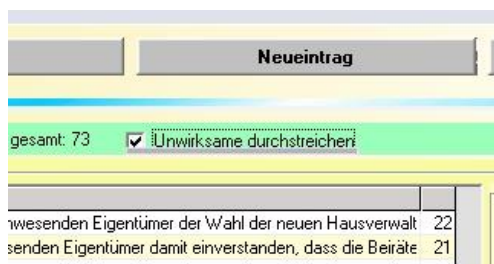 Neueintrag
gesamt: 73 Unwirksame durchstreichen
nwesenden Eigentümer der Wahl der neuen Hausverwalt 22
senden Eigentümer damit einverstanden, dass die Beiräte 21